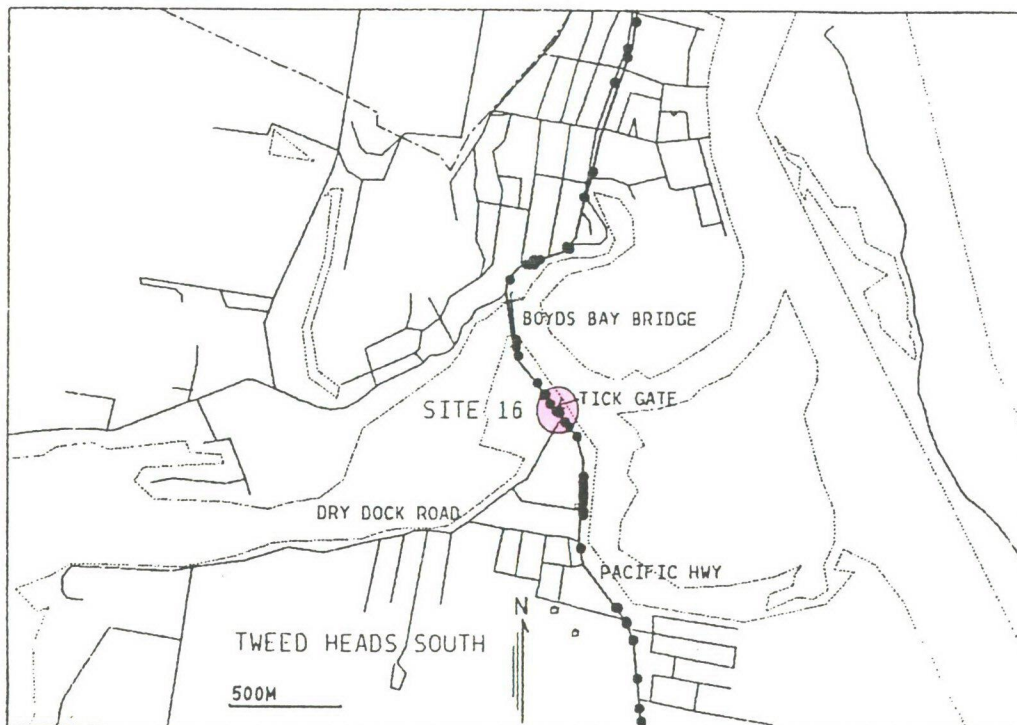 BOYDS BAY BRIDGE
TICK GATE
SITE 16
DRY DOCK ROAD
PACIFIC HWY
N
TWEED HEADS SOUTH
500M